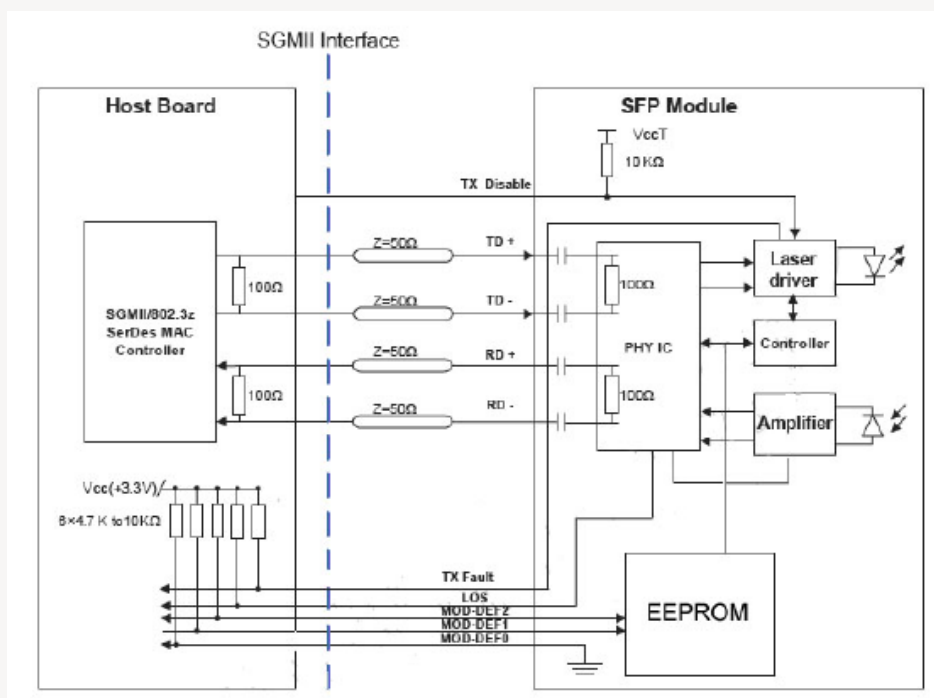 SGMII Interface
Host Board
SFP Module
VccT
10 KΩ
TX Disable
Z=50Ω
TD +
100Ω
100Ω
Laser
driver
Z=50Ω
TD -
SGMII/802.3z
SerDes MAC
Controller
Z=50Ω
RD +
PHY IC
Controller
100Ω
100Ω
Z=50Ω
RD -
Amplifier
Vcc(+3.3V)
6×4.7 K to10KΩ
TX Fault
LOS
MOD-DEF2
MOD-DEF1
MOD-DEF0
EEPROM